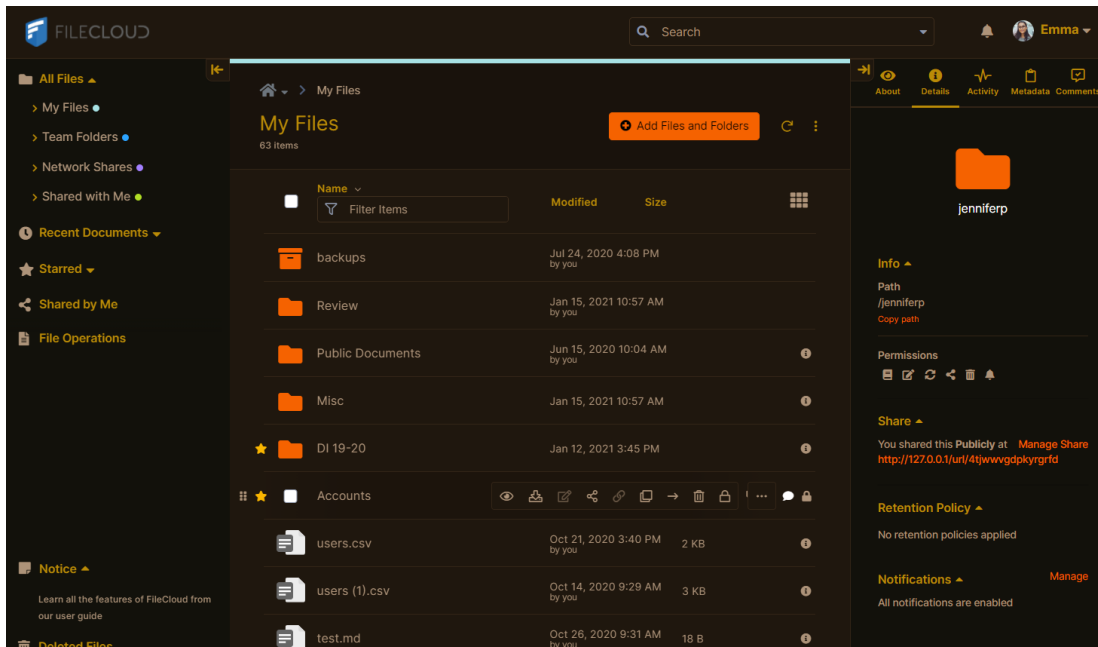 FILECLOUD
Search
Emma
All Files
My Files
Team Folders
Network Shares
Shared with Me
Recent Documents
Starred
Shared by Me
File Operations
Notice
Learn all the features of FileCloud from
our user guide
Deleted Files
My Files
My Files
63 items
Add Files and Folders
Name
Filter Items
Modified
Size
backups
Jul 24, 2020 4:08 PM
by you
Review
Jan 15, 2021 10:57 AM
by you
Public Documents
Jun 15, 2020 10:04 AM
by you
Misc
Jan 15, 2021 10:57 AM
DI 19-20
Jan 12, 2021 3:45 PM
Accounts
users.csv
Oct 21, 2020 3:40 PM
by you
2 KB
users (1).csv
Oct 14, 2020 9:29 AM
by you
3 KB
test.md
Oct 26, 2020 9:31 AM
by you
18 B
About
Details
Activity
Metadata
Comments
jenniferp
Info
Path
/jenniferp
Copy path
Permissions
Share
You shared this Publicly at
Manage Share
http://127.0.0.1/url/4tjwwvgdpkyrgrfd
Retention Policy
No retention policies applied
Notifications
Manage
All notifications are enabled